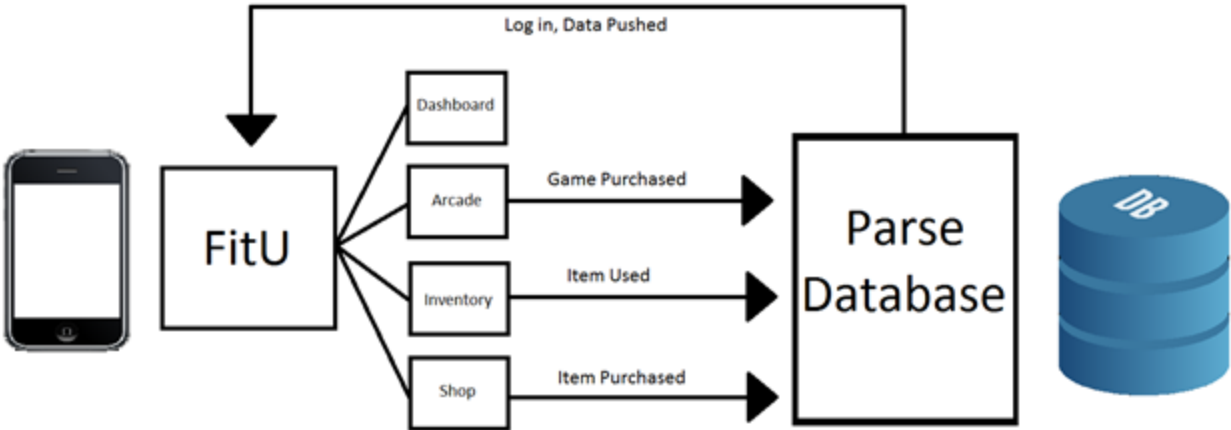 Log in, Data Pushed
Dashboard
FitU
Arcade
Game Purchased
Inventory
Item Used
Shop
Item Purchased
Parse
Database
DB